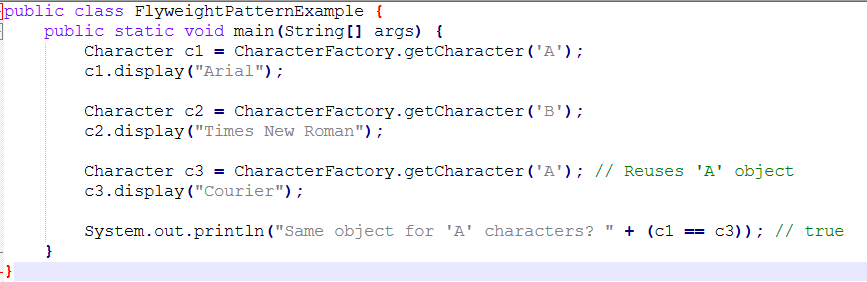 public class FlyweightPatternExample {
    public static void main(String[] args) {
        Character c1 = CharacterFactory.getCharacter('A');
        c1.display("Arial");

        Character c2 = CharacterFactory.getCharacter('B');
        c2.display("Times New Roman");

        Character c3 = CharacterFactory.getCharacter('A'); // Reuses 'A' object
        c3.display("Courier");

        System.out.println("Same object for 'A' characters? " + (c1 == c3)); // true
    }
}